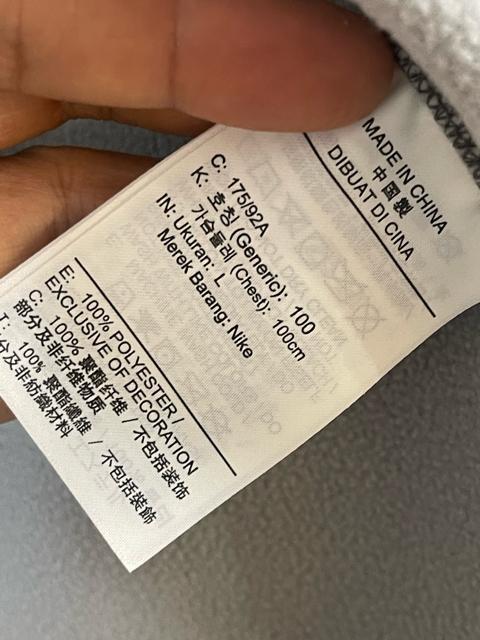 MADE IN CHINA
中国製
DIBUAT DI CINA
C: 175/92A
K: 호칭 (Generic): 100
가슴둘레 (Chest): 100cm
IN: Ukuran: L
Merek Barang: Nike
E: 100% POLYESTER/
EXCLUSIVE OF DECORATION
C: 100% 聚酯纤维 / 不包括装饰
部分及非纤维物质
T: 100% 聚酯纖維 / 不包括裝飾
分及非紡織材料